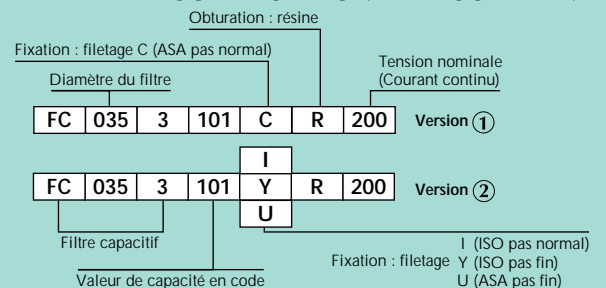 Obturation : résine
Fixation : filetage C (ASA pas normal)
Tension nominale
(Courant continu)
Diamètre du filtre
FC 035 3 101 C R 200 Version 1
I
FC 035 3 101 Y R 200 Version 2
U
Filtre capacitif
Valeur de capacité en code
Fixation : filetage
I (ISO pas normal)
Y (ISO pas fin)
U (ASA pas fin)